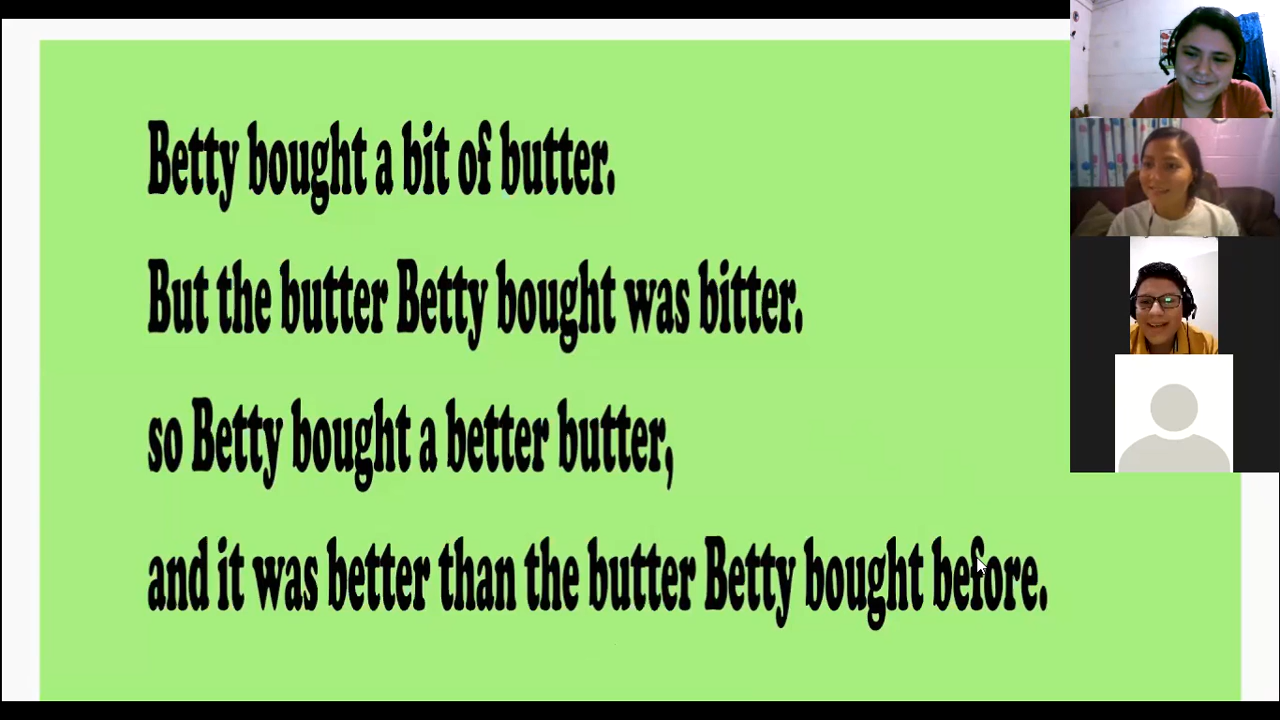 Betty bought a bit of butter.
But the butter Betty bought was bitter.
so Betty bought a better butter,
and it was better than the butter Betty bought before.